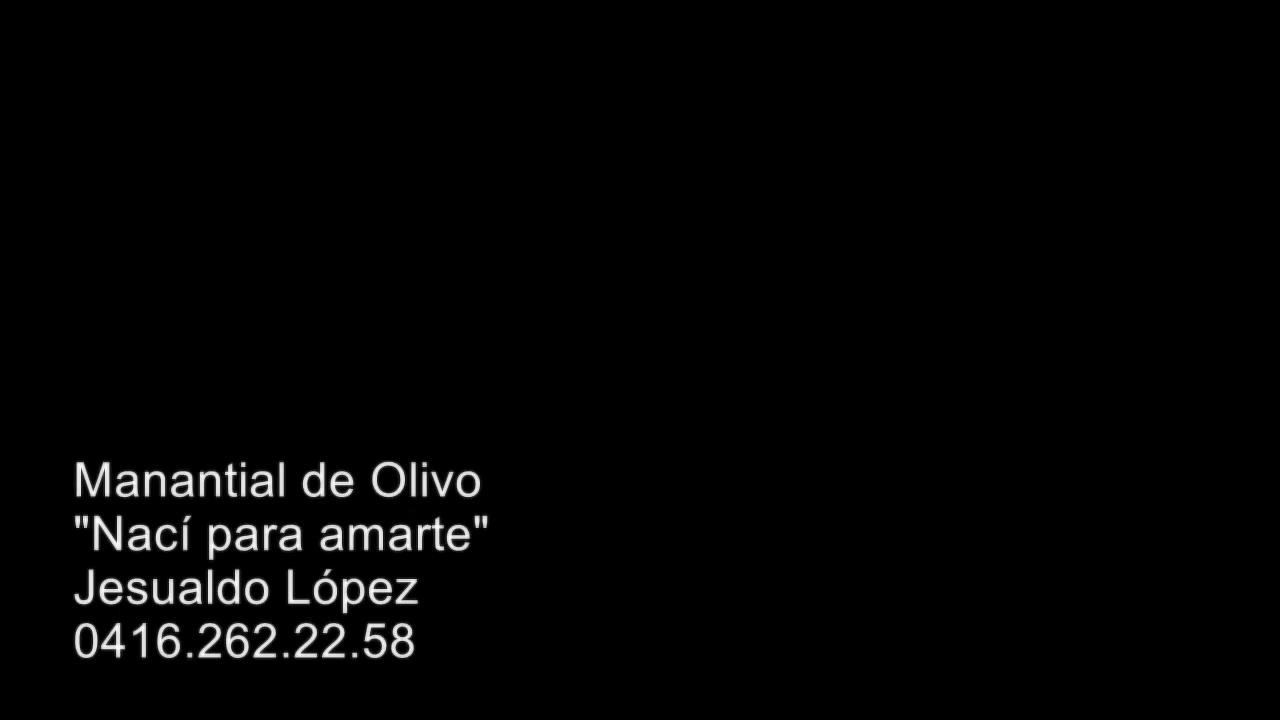 Manantial de Olivo
"Nací para amarte"
Jesualdo López
0416.262.22.58